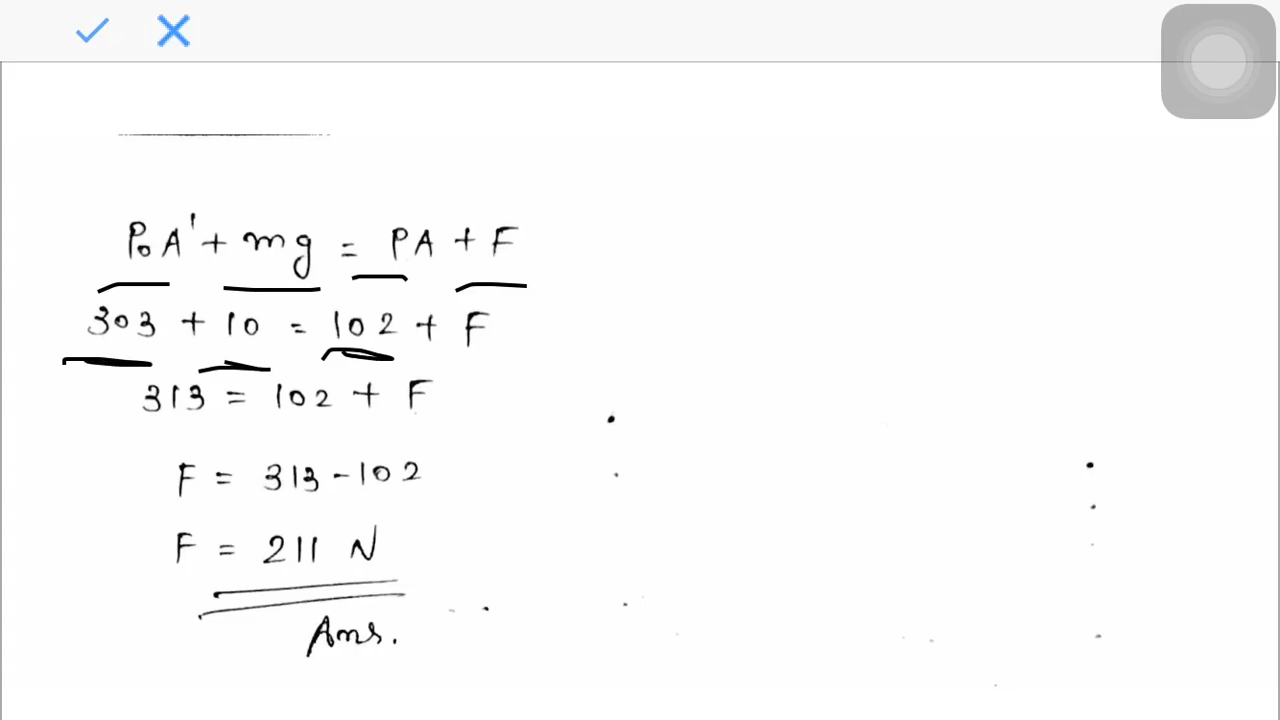 P₀A' + mg = PA + F
303 + 10 = 102 + F
313 = 102 + F
F = 313 - 102
F = 211 N
Ans.